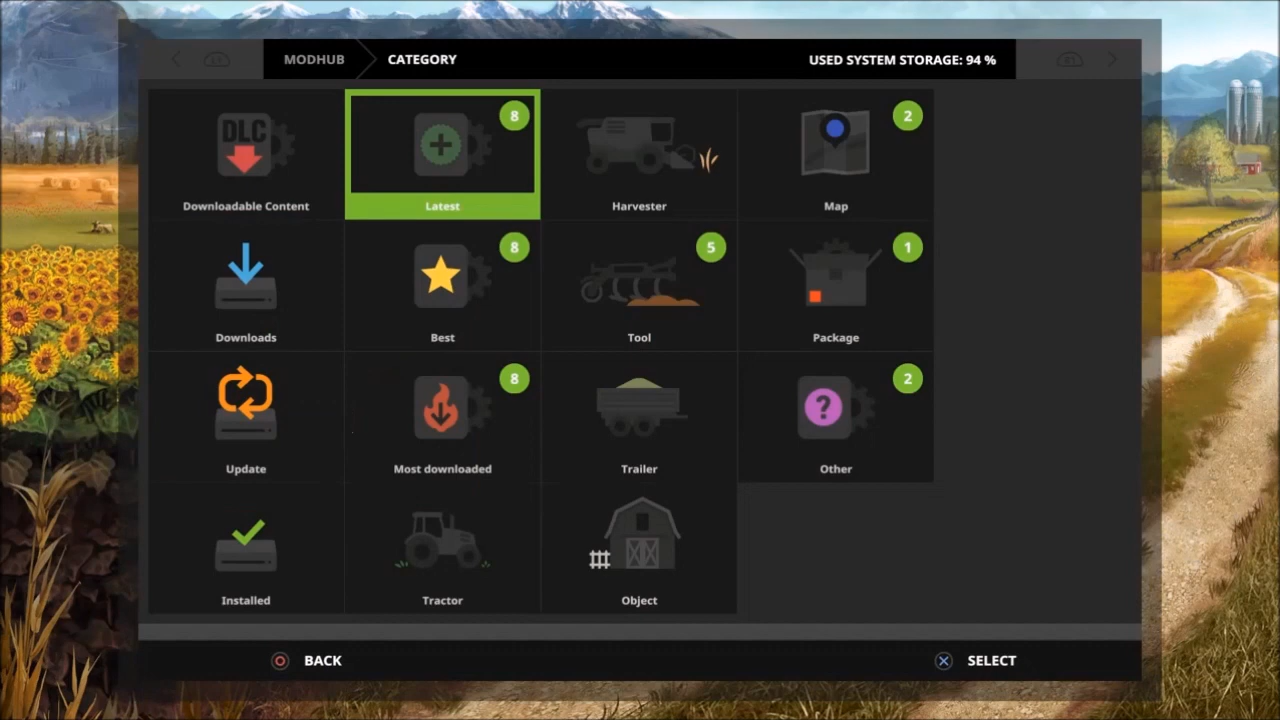 MODHUB
CATEGORY
USED SYSTEM STORAGE: 94 %
DLC
8
2
Downloadable Content
Latest
Harvester
Map
8
5
1
Downloads
Best
Tool
Package
8
?
2
Update
Most downloaded
Trailer
Other
Installed
Tractor
Object
BACK
SELECT